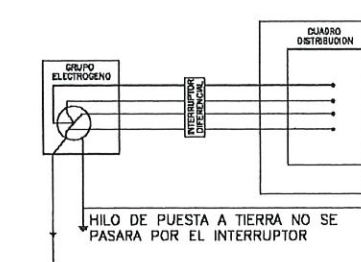 CUADRO
DISTRIBUCION
GRUPO
ELECTROGENO
INTERRUPTOR
DIFERENCIAL
HILO DE PUESTA A TIERRA NO SE
PASARA POR EL INTERRUPTOR